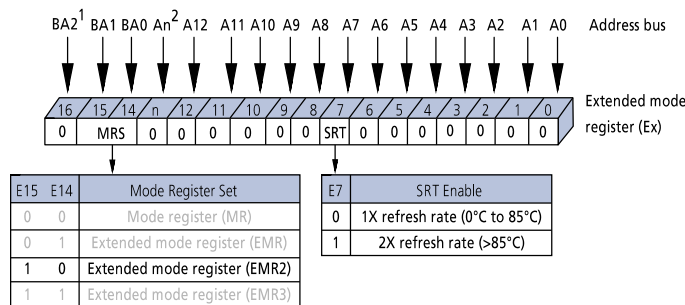 BA2¹ BA1 BA0 An² A12 A11 A10 A9 A8 A7 A6 A5 A4 A3 A2 A1 A0 Address bus
16 15 14 n 12 11 10 9 8 7 6 5 4 3 2 1 0 Extended mode
0 MRS 0 0 0 0 0 0 SRT 0 0 0 0 0 0 0 register (Ex)
E15 E14 Mode Register Set
0 0 Mode register (MR)
0 1 Extended mode register (EMR)
1 0 Extended mode register (EMR2)
1 1 Extended mode register (EMR3)
E7 SRT Enable
0 1X refresh rate (0°C to 85°C)
1 2X refresh rate (>85°C)